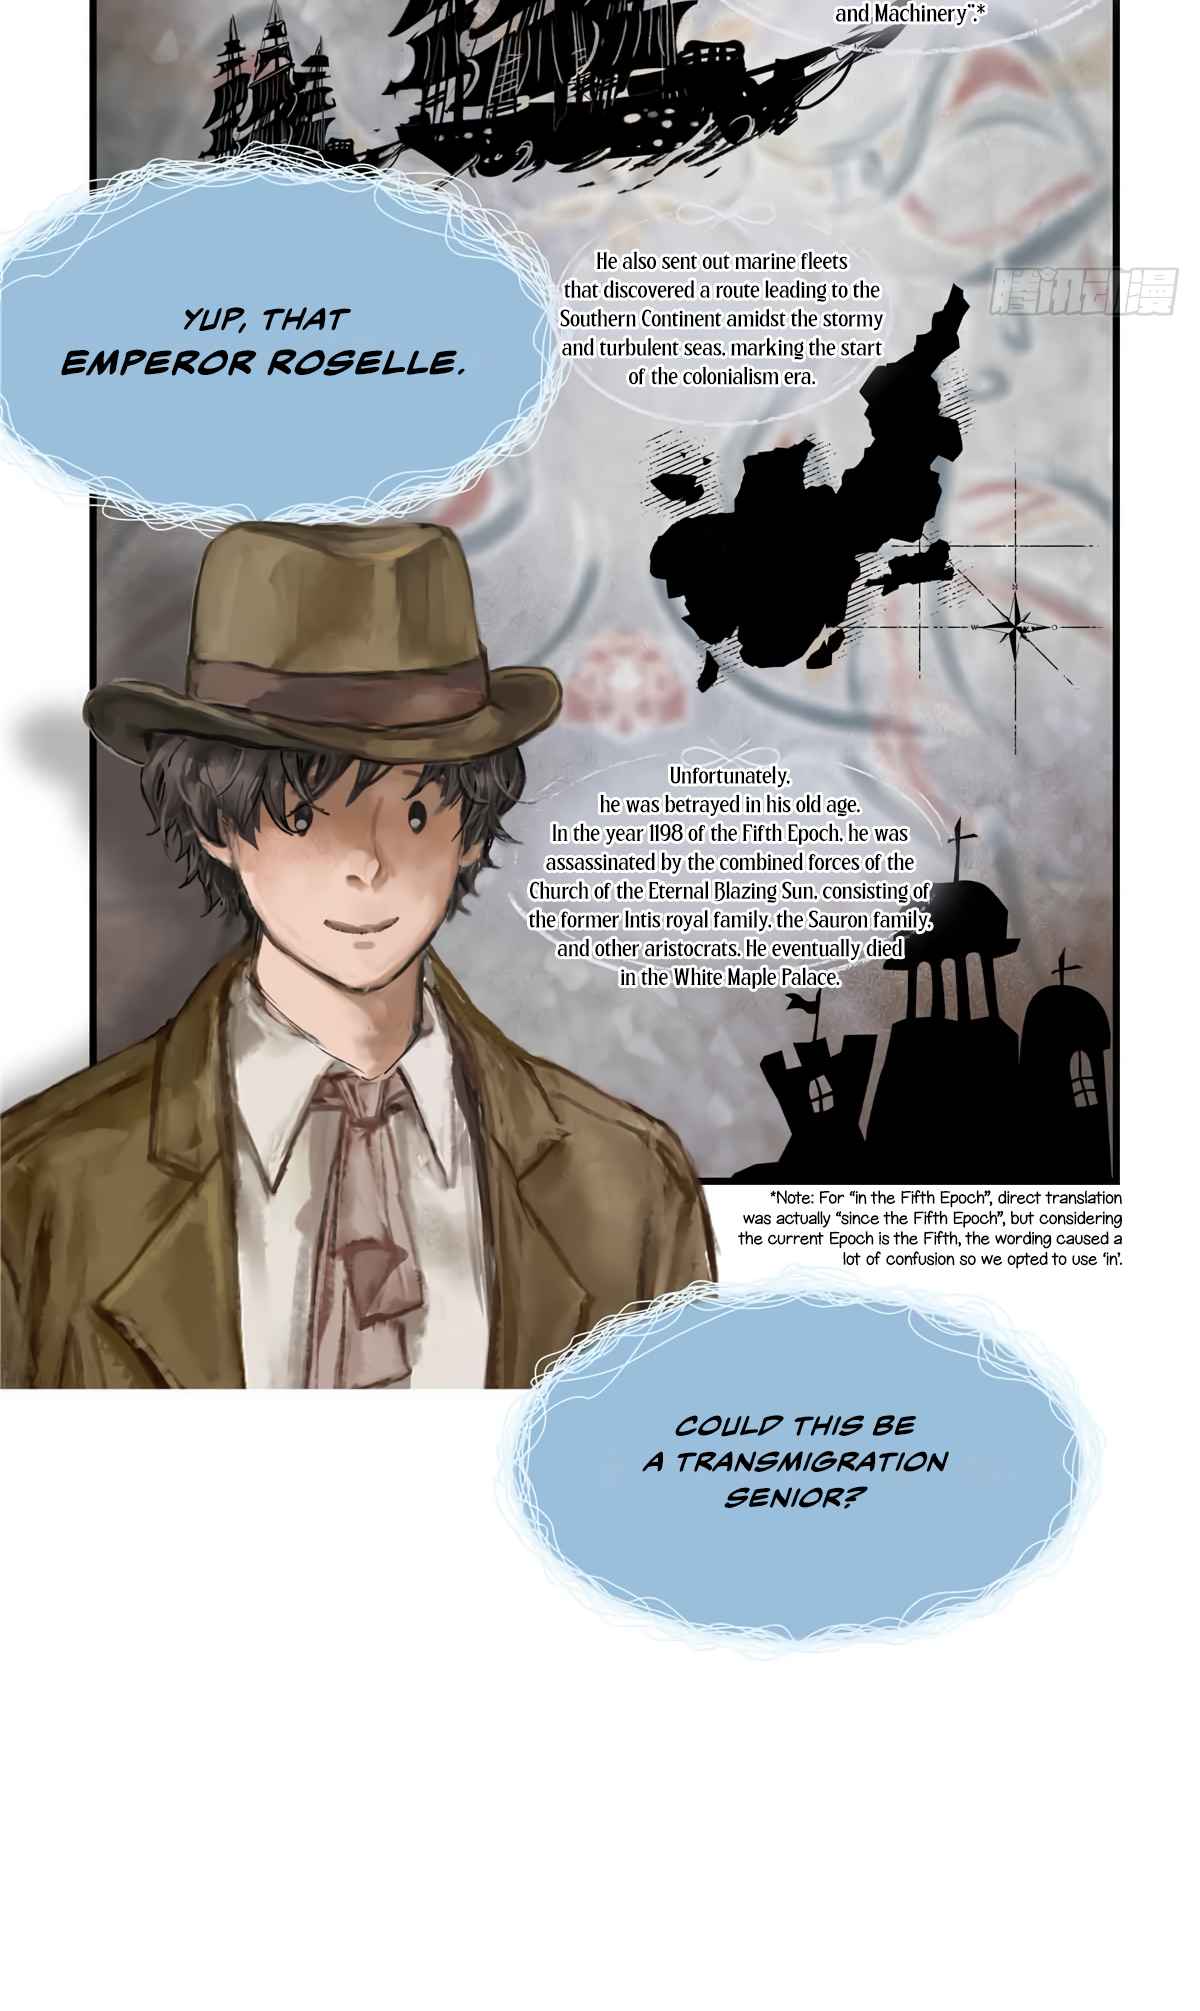 and Machinery".*
YUP, THAT
EMPEROR ROSELLE.
He also sent out marine fleets
that discovered a route leading to the
Southern Continent amidst the stormy
and turbulent seas, marking the start
of the colonialism era.
腾讯动漫
N
W
O
S
Unfortunately,
he was betrayed in his old age.
In the year 1198 of the Fifth Epoch, he was
assassinated by the combined forces of the
Church of the Eternal Blazing Sun, consisting of
the former Intis royal family, the Sauron family,
and other aristocrats. He eventually died
in the White Maple Palace.
*Note: For "in the Fifth Epoch", direct translation
was actually "since the Fifth Epoch", but considering
the current Epoch is the Fifth, the wording caused a
lot of confusion so we opted to use 'in'.
COULD THIS BE
A TRANSMIGRATION
SENIOR?